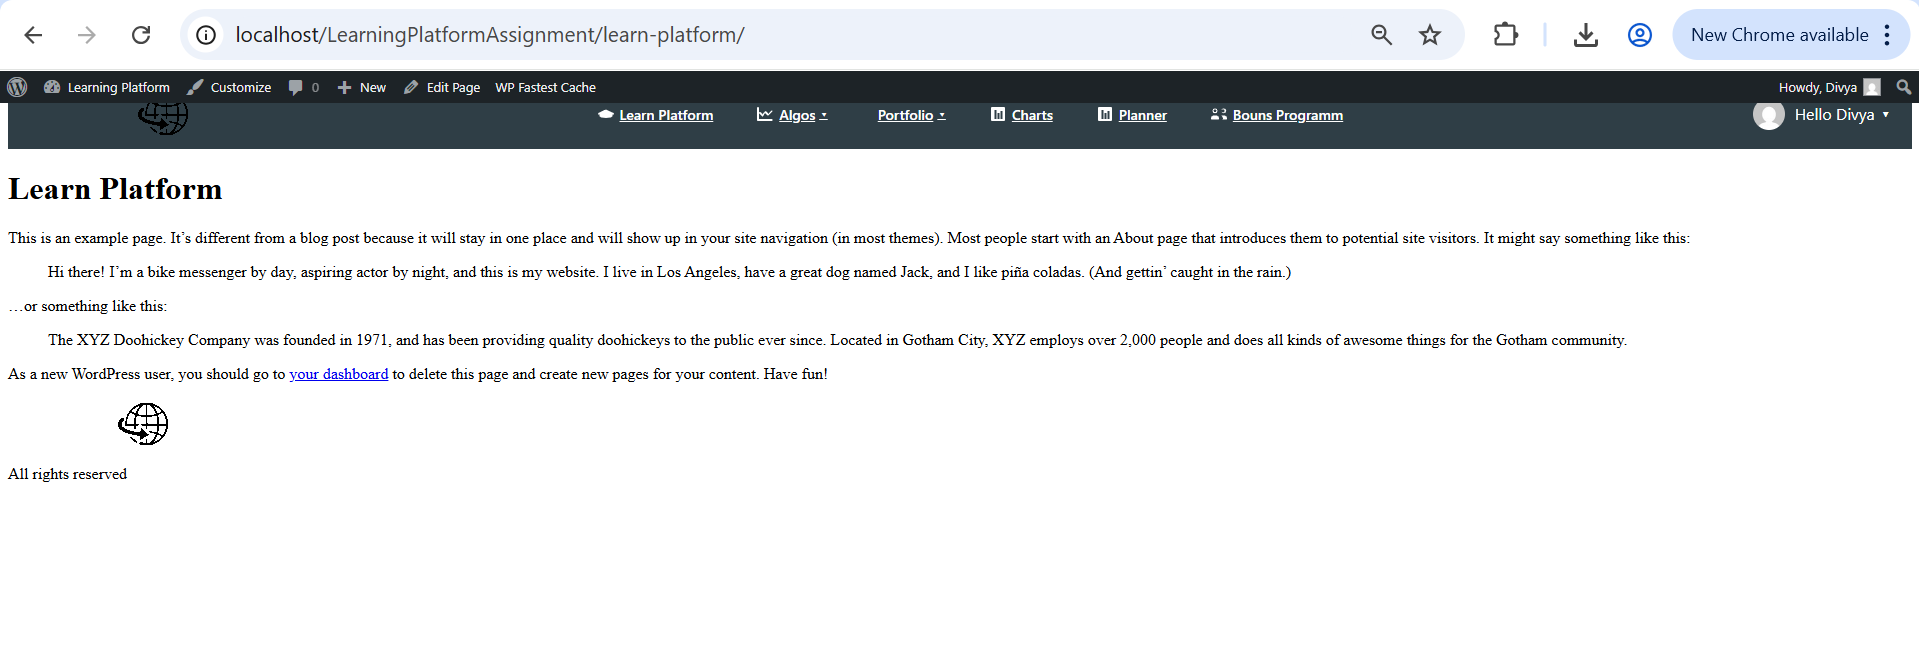 localhost/LearningPlatformAssignment/learn-platform/
New Chrome available
Learning Platform Customize 0 New Edit Page WP Fastest Cache Howdy, Divya
Learn Platform Algos Portfolio Charts Planner Bouns Programm Hello Divya
Learn Platform
This is an example page. It’s different from a blog post because it will stay in one place and will show up in your site navigation (in most themes). Most people start with an About page that introduces them to potential site visitors. It might say something like this:
Hi there! I’m a bike messenger by day, aspiring actor by night, and this is my website. I live in Los Angeles, have a great dog named Jack, and I like piña coladas. (And gettin’ caught in the rain.)
…or something like this:
The XYZ Doohickey Company was founded in 1971, and has been providing quality doohickeys to the public ever since. Located in Gotham City, XYZ employs over 2,000 people and does all kinds of awesome things for the Gotham community.
As a new WordPress user, you should go to your dashboard to delete this page and create new pages for your content. Have fun!
All rights reserved